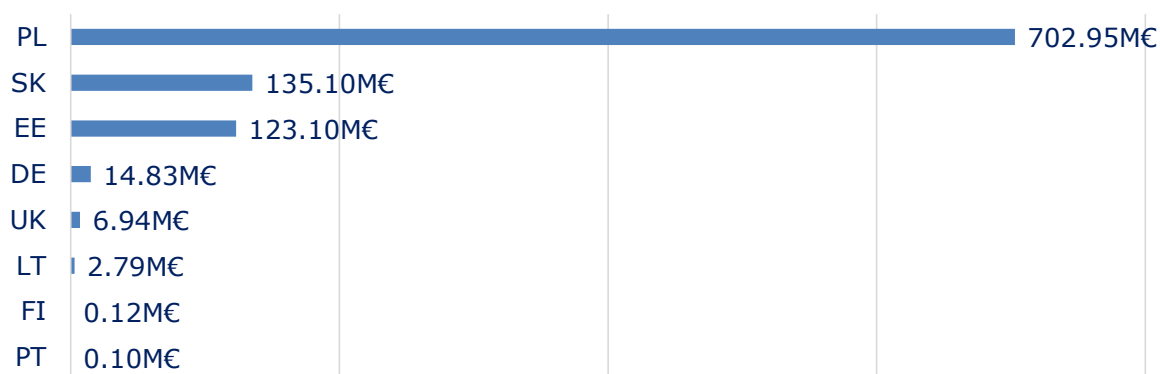 PL 702.95M€
SK 135.10M€
EE 123.10M€
DE 14.83M€
UK 6.94M€
LT 2.79M€
FI 0.12M€
PT 0.10M€